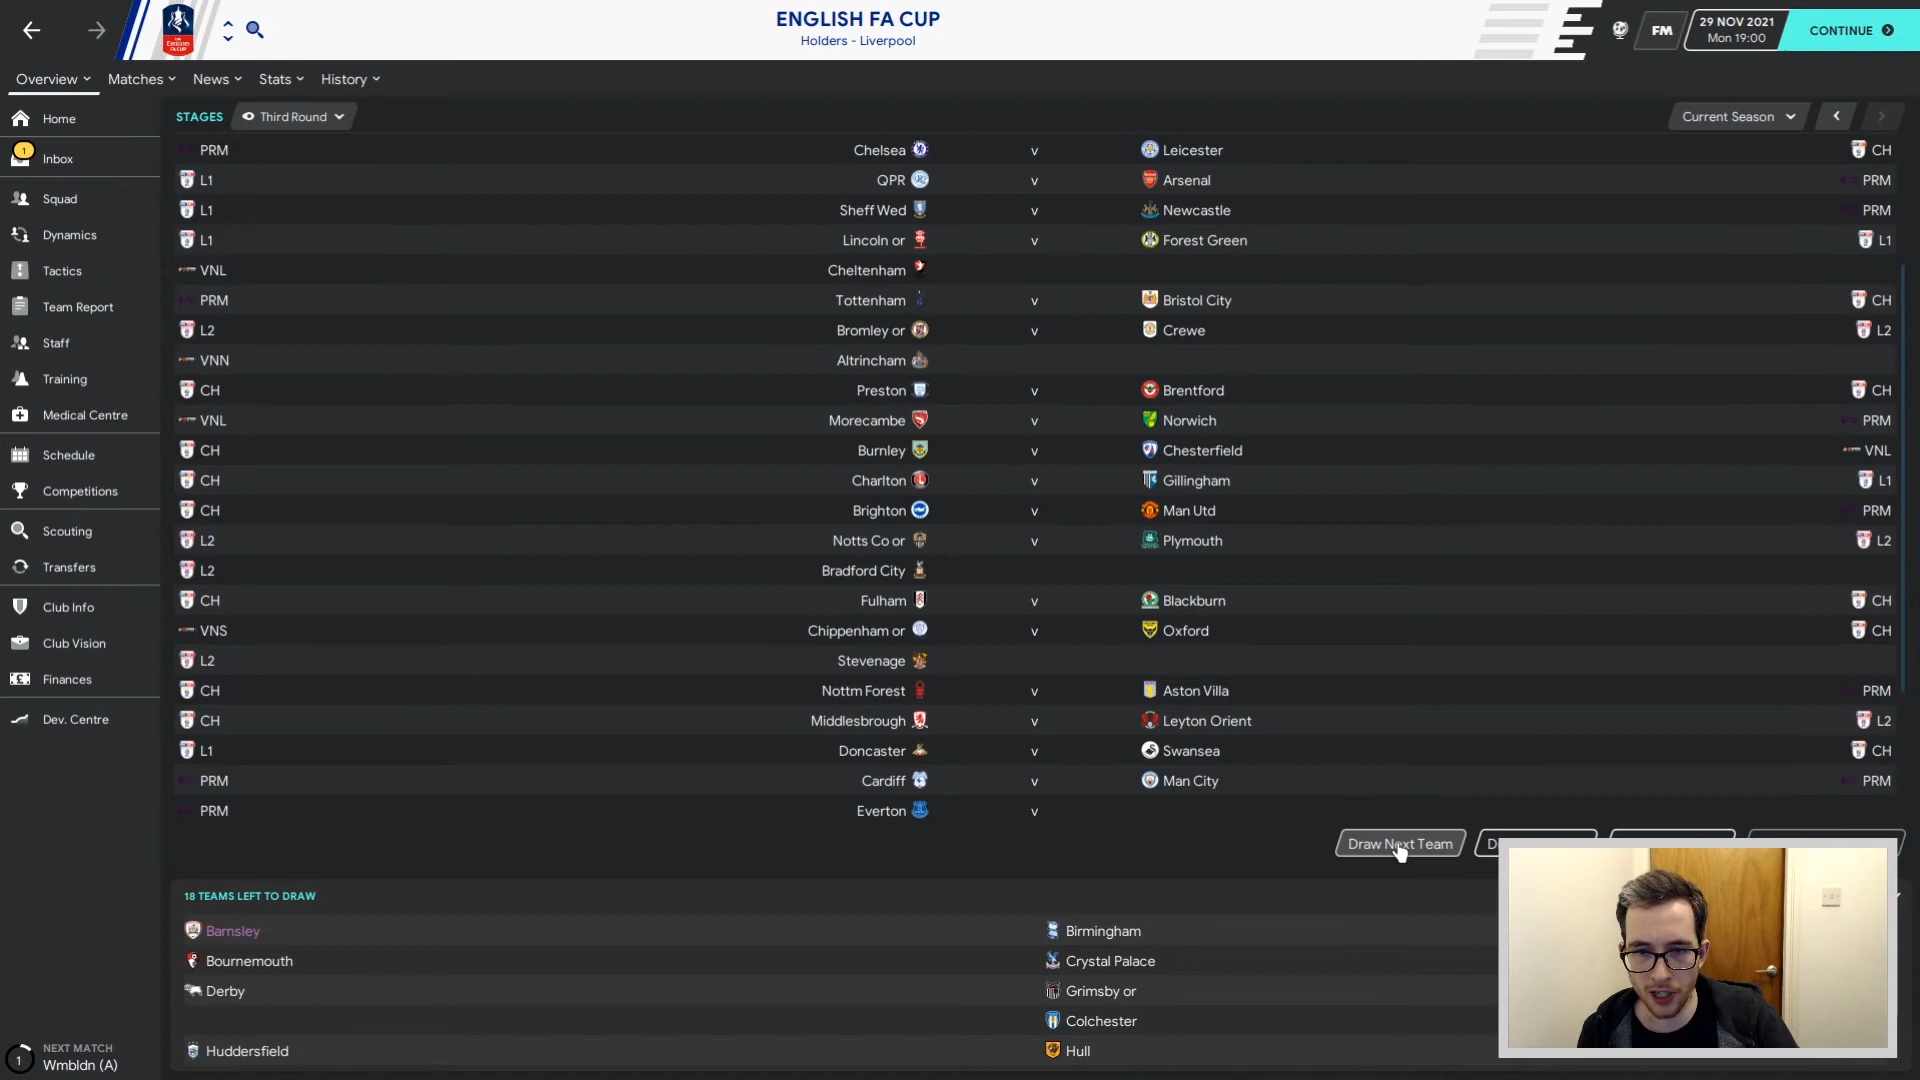 ENGLISH FA CUP
Holders - Liverpool
FM
29 NOV 2021
Mon 19:00
CONTINUE
Overview Matches News Stats History
STAGES Third Round Current Season
Home
1
Inbox
Squad
Dynamics
Tactics
Team Report
Staff
Training
Medical Centre
Schedule
Competitions
Scouting
Transfers
Club Info
Club Vision
Finances
Dev. Centre
PRM Chelsea v Leicester CH
L1 QPR v Arsenal PRM
L1 Sheff Wed v Newcastle PRM
L1 Lincoln or v Forest Green L1
VNL Cheltenham
PRM Tottenham v Bristol City CH
L2 Bromley or v Crewe L2
VNN Altrincham
CH Preston v Brentford CH
VNL Morecambe v Norwich PRM
CH Burnley v Chesterfield VNL
CH Charlton v Gillingham L1
CH Brighton v Man Utd PRM
L2 Notts Co or v Plymouth L2
L2 Bradford City
CH Fulham v Blackburn CH
VNS Chippenham or v Oxford CH
L2 Stevenage
CH Nottm Forest v Aston Villa PRM
CH Middlesbrough v Leyton Orient L2
L1 Doncaster v Swansea CH
PRM Cardiff v Man City PRM
PRM Everton v
Draw Next Team
18 TEAMS LEFT TO DRAW
Barnsley Birmingham
Bournemouth Crystal Palace
Derby Grimsby or
Colchester
Huddersfield Hull
1
NEXT MATCH
Wmbldn (A)